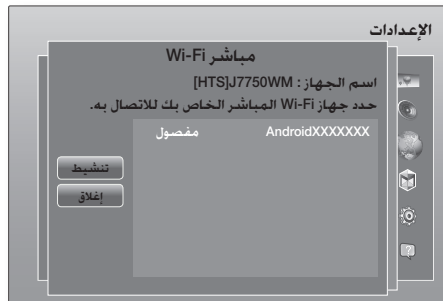 الإعدادات
Wi-Fi مباشر
اسم الجهاز : [HTS]J7750WM
حدد جهاز Wi-Fi المباشر الخاص بك للاتصال به.
AndroidXXXXXXX مفصول
تنشيط
إغلاق